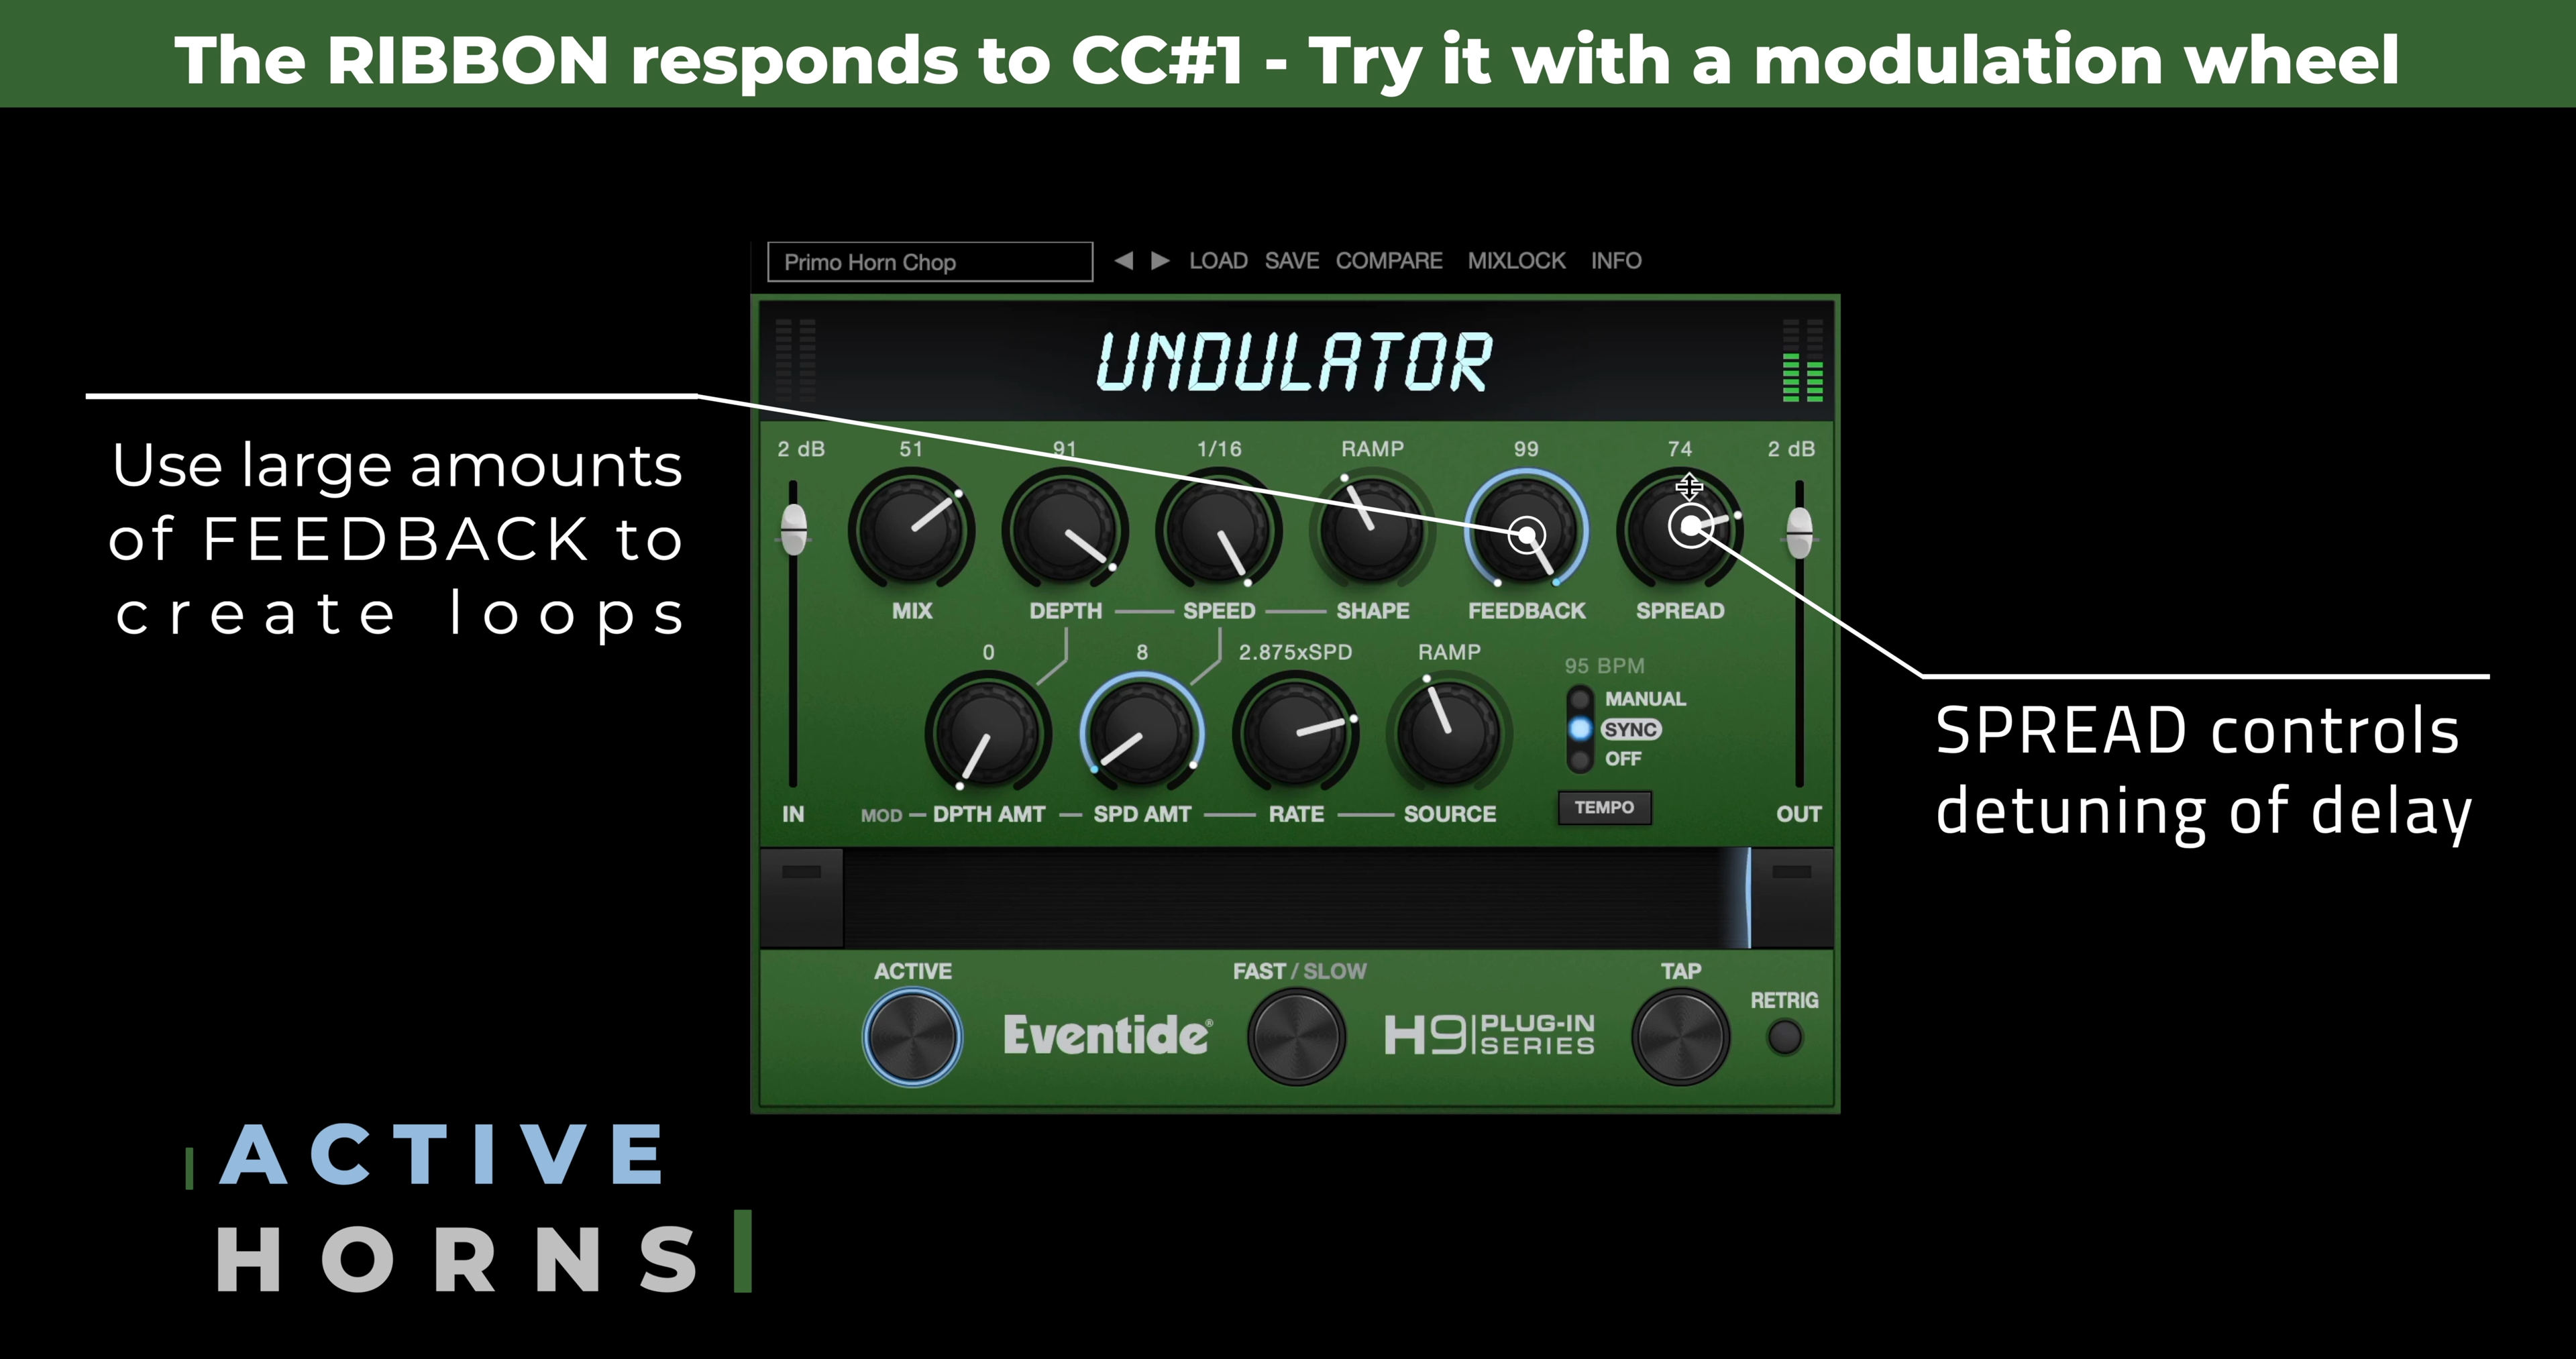 The RIBBON responds to CC#1 - Try it with a modulation wheel
Primo Horn Chop
LOAD SAVE COMPARE MIXLOCK INFO
UNDULATOR
2 dB 51 91 1/16 RAMP 99 74 2 dB
Use large amounts
of FEEDBACK to
create loops
MIX DEPTH SPEED SHAPE FEEDBACK SPREAD
0 8 2.875xSPD RAMP
95 BPM
MANUAL
SYNC
OFF
TEMPO
SPREAD controls
detuning of delay
IN MOD DPTH AMT SPD AMT RATE SOURCE OUT
ACTIVE FAST / SLOW TAP
RETRIG
Eventide® H9 PLUG-IN
SERIES
ACTIVE
HORNS